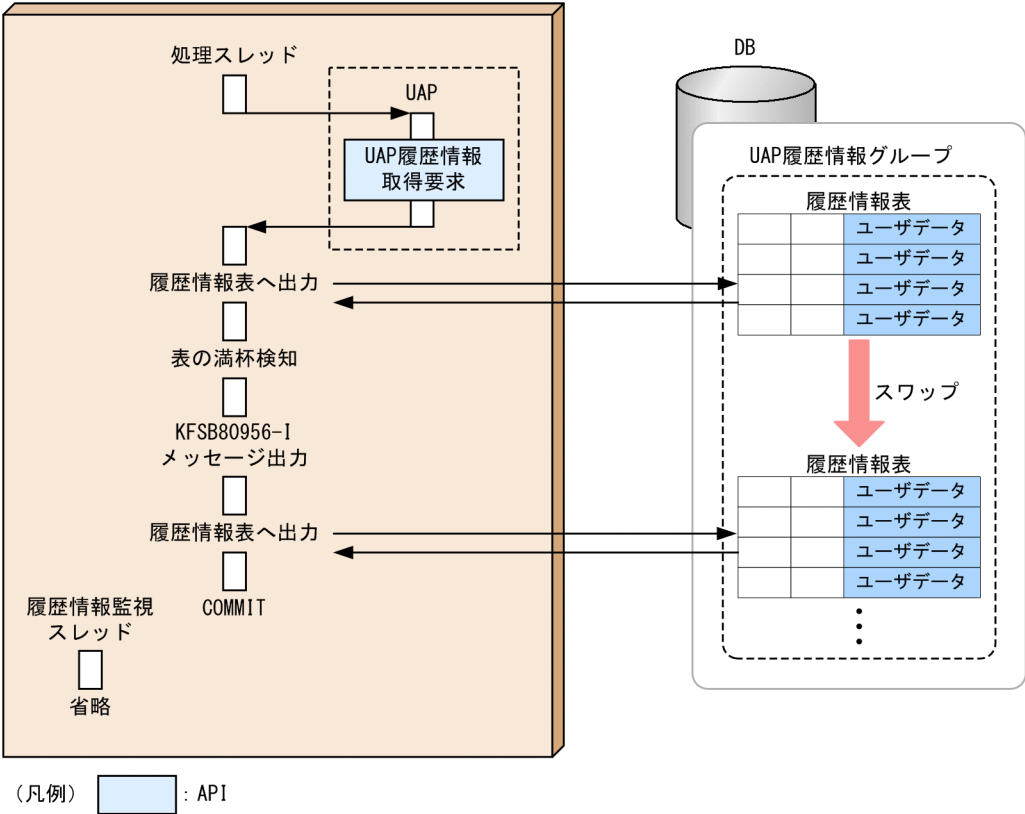 処理スレッド
UAP
UAP履歴情報
取得要求
履歴情報表へ出力
表の満杯検知
KFSB80956-I
メッセージ出力
履歴情報表へ出力
COMMIT
履歴情報監視
スレッド
省略
DB
UAP履歴情報グループ
履歴情報表
ユーザデータ
ユーザデータ
ユーザデータ
ユーザデータ
スワップ
履歴情報表
ユーザデータ
ユーザデータ
ユーザデータ
ユーザデータ
（凡例）
：API